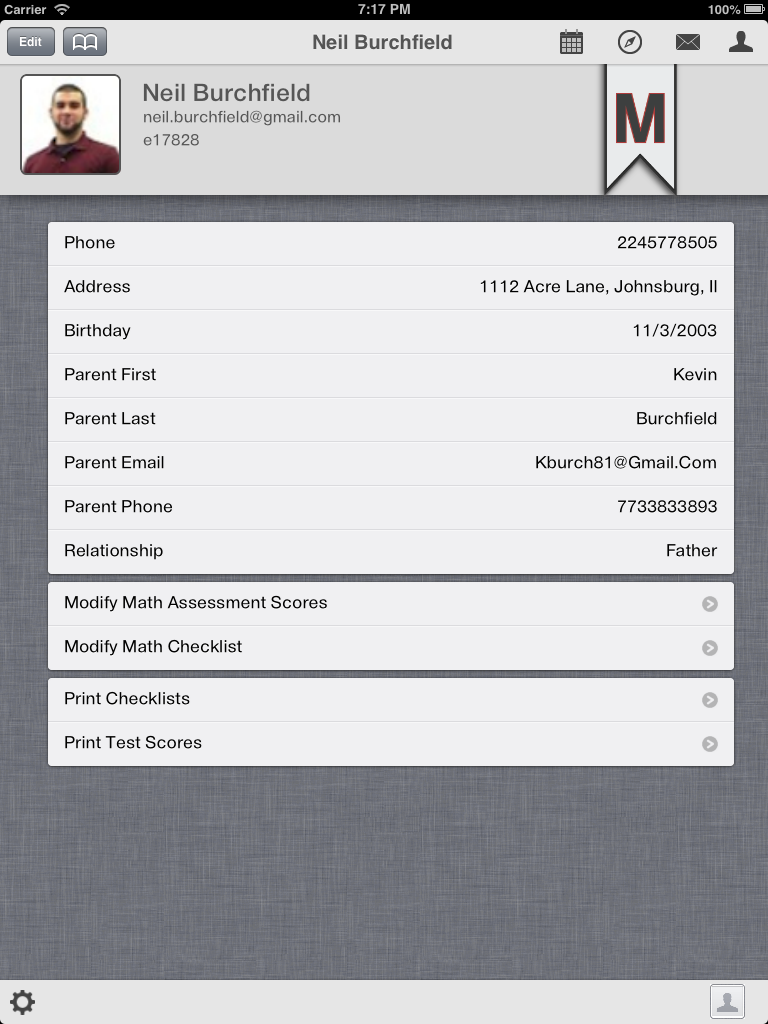 Carrier 7:17 PM 100%
Edit Neil Burchfield
Neil Burchfield
neil.burchfield@gmail.com
e17828
M
Phone 2245778505
Address 1112 Acre Lane, Johnsburg, Il
Birthday 11/3/2003
Parent First Kevin
Parent Last Burchfield
Parent Email Kburch81@Gmail.Com
Parent Phone 7733833893
Relationship Father
Modify Math Assessment Scores
Modify Math Checklist
Print Checklists
Print Test Scores